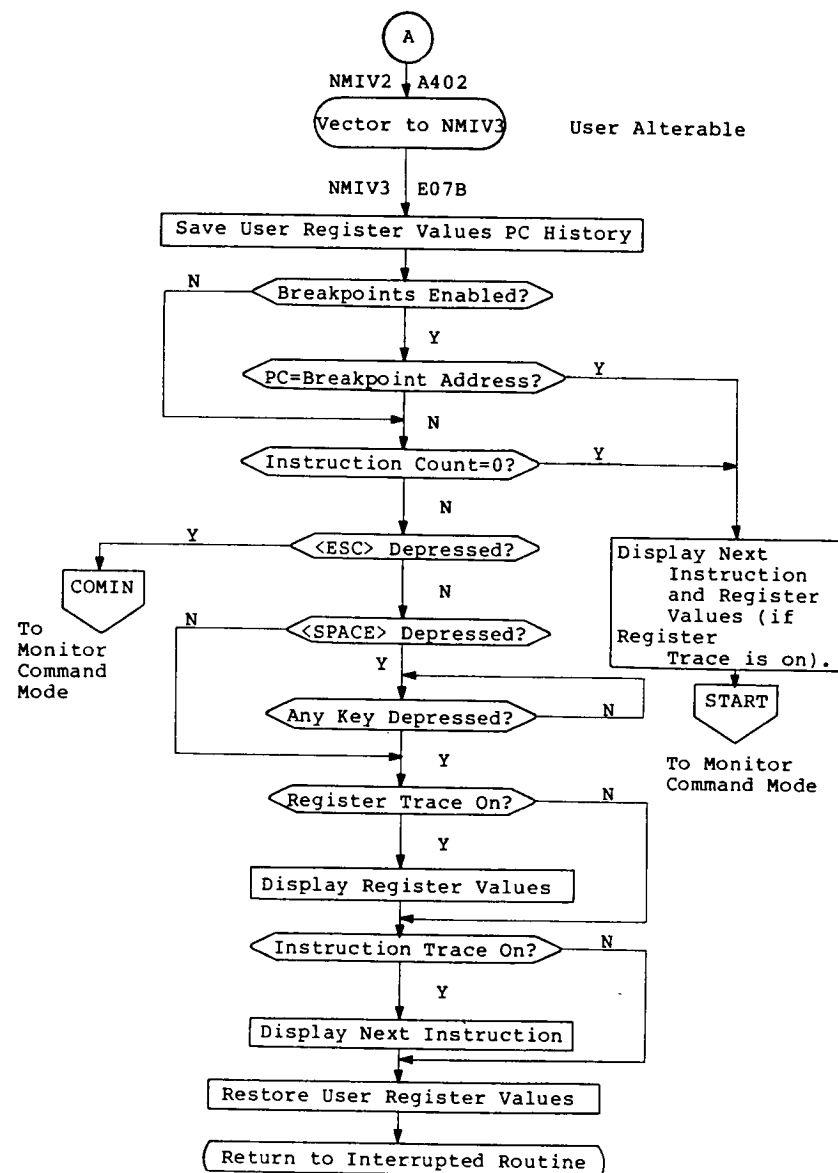 A
NMIV2 A402
Vector to NMIV3
User Alterable
NMIV3 E07B
Save User Register Values PC History
N
Breakpoints Enabled?
Y
PC=Breakpoint Address?
Y
N
Instruction Count=0?
Y
N
Y
<ESC> Depressed?
COMIN
N
To
Monitor
Command
Mode
Display Next
Instruction
and Register
Values (if
Register
Trace is on).
N
<SPACE> Depressed?
Y
START
Any Key Depressed?
N
Y
To Monitor
Command Mode
Register Trace On?
N
Y
Display Register Values
Instruction Trace On?
N
Y
Display Next Instruction
Restore User Register Values
Return to Interrupted Routine